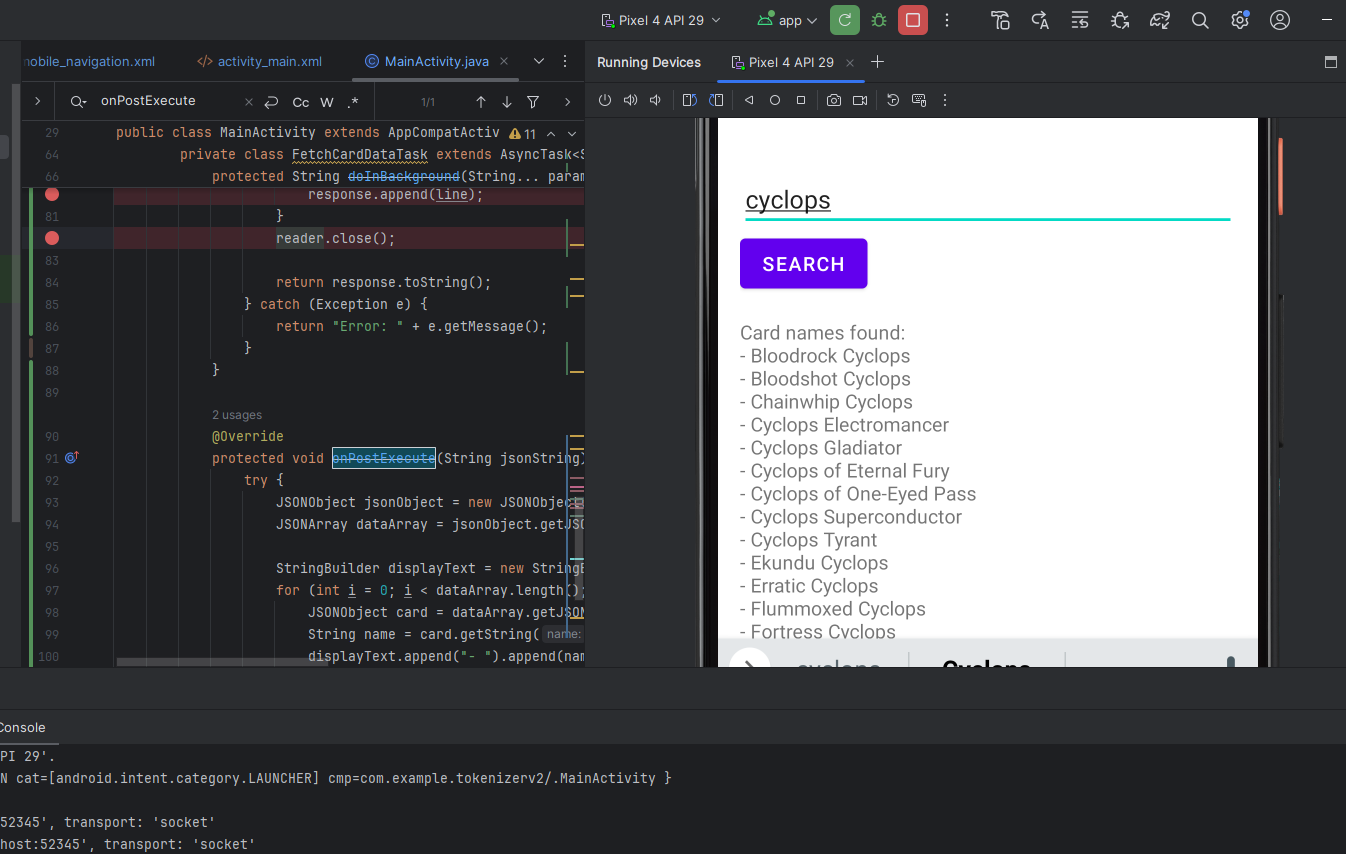 Pixel 4 API 29
app
mobile_navigation.xml
activity_main.xml
MainActivity.java
Running Devices
Pixel 4 API 29
onPostExecute
Cc W .*
1/1
29 public class MainActivity extends AppCompatActiv
11
64 private class FetchCardDataTask extends AsyncTask<S
66 protected String doInBackground(String... param
response.append(line);
81 }
reader.close();
83
84 return response.toString();
85 } catch (Exception e) {
86 return "Error: " + e.getMessage();
87 }
88 }
89
2 usages
90 @Override
91 protected void onPostExecute(String jsonString)
92 try {
93 JSONObject jsonObject = new JSONObject
94 JSONArray dataArray = jsonObject.getJSO
95
96 StringBuilder displayText = new StringB
97 for (int i = 0; i < dataArray.length();
98 JSONObject card = dataArray.getJSON
99 String name = card.getString( name:
100 displayText.append("- ").append(nam
cyclops
SEARCH
Card names found:
- Bloodrock Cyclops
- Bloodshot Cyclops
- Chainwhip Cyclops
- Cyclops Electromancer
- Cyclops Gladiator
- Cyclops of Eternal Fury
- Cyclops of One-Eyed Pass
- Cyclops Superconductor
- Cyclops Tyrant
- Ekundu Cyclops
- Erratic Cyclops
- Flummoxed Cyclops
- Fortress Cyclops
cyclops
Cyclops
Console
PI 29'.
N cat=[android.intent.category.LAUNCHER] cmp=com.example.tokenizerv2/.MainActivity }
52345', transport: 'socket'
host:52345', transport: 'socket'